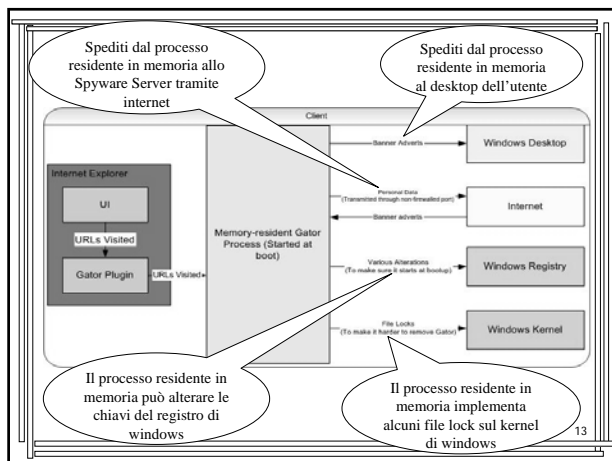 Spediti dal processo
residente in memoria allo
Spyware Server tramite
internet
Spediti dal processo
residente in memoria
al desktop dell'utente
Client
Internet Explorer
UI
URLs Visited
Gator Plugin
URLs Visited
Memory-resident Gator
Process (Started at
boot)
Banner Adverts
Windows Desktop
Personal Data
(Transmitted through non-firewalled port)
Banner adverts
Internet
Various Alterations
(To make sure it starts at bootup)
Windows Registry
File Locks
(To make it harder to remove Gator)
Windows Kernel
Il processo residente in
memoria può alterare le
chiavi del registro di
windows
Il processo residente in
memoria implementa
alcuni file lock sul kernel
di windows
13